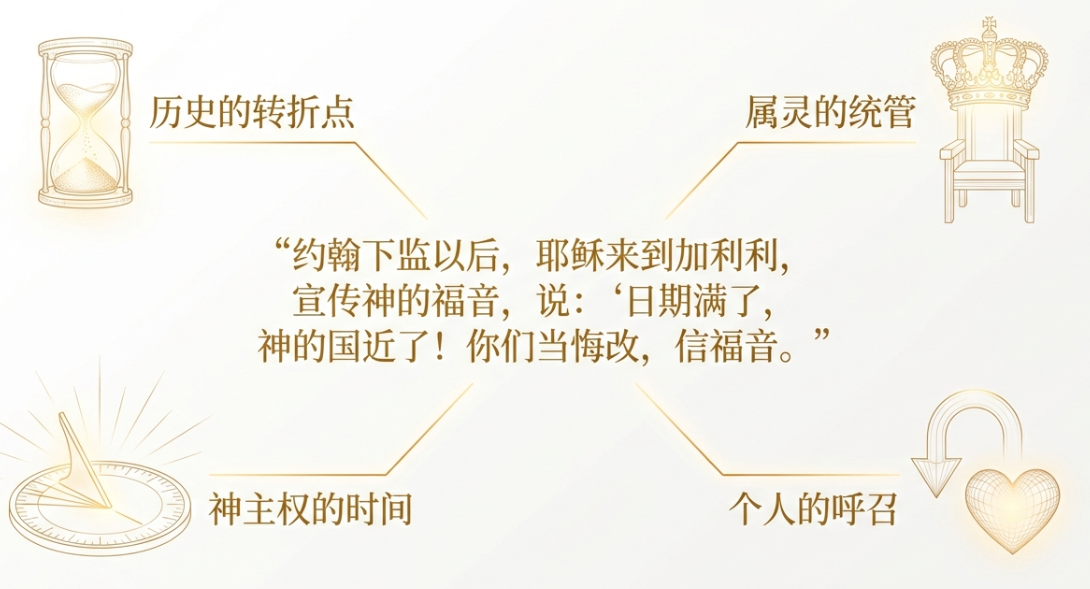 历史的转折点
属灵的统管
“约翰下监以后，耶稣来到加利利，
宣传神的福音，说：‘日期满了，
神的国近了！你们当悔改，信福音。”
神主权的时间
个人的呼召